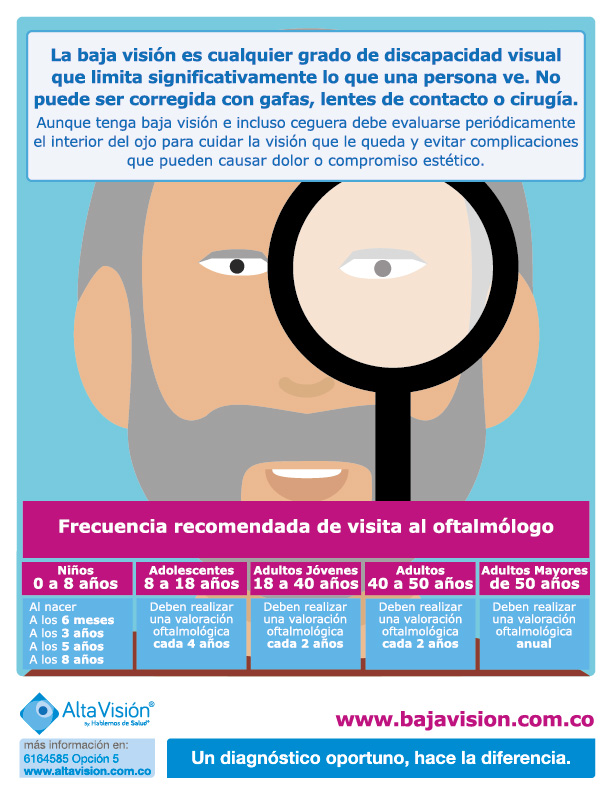 La baja visión es cualquier grado de discapacidad visual
que limita significativamente lo que una persona ve. No
puede ser corregida con gafas, lentes de contacto o cirugía.
Aunque tenga baja visión e incluso ceguera debe evaluarse periódicamente
el interior del ojo para cuidar la visión que le queda y evitar complicaciones
que pueden causar dolor o compromiso estético.
Frecuencia recomendada de visita al oftalmólogo
Niños
0 a 8 años
Al nacer
A los 6 meses
A los 3 años
A los 5 años
A los 8 años
Adolescentes
8 a 18 años
Deben realizar
una valoración
oftalmológica
cada 4 años
Adultos Jóvenes
18 a 40 años
Deben realizar
una valoración
oftalmológica
cada 2 años
Adultos
40 a 50 años
Deben realizar
una valoración
oftalmológica
cada 2 años
Adultos Mayores
de 50 años
Deben realizar
una valoración
oftalmológica
anual
AltaVisión®
By Hablemos de Salud+
www.bajavision.com.co
más información en:
6164585 Opción 5
www.altavision.com.co
Un diagnóstico oportuno, hace la diferencia.